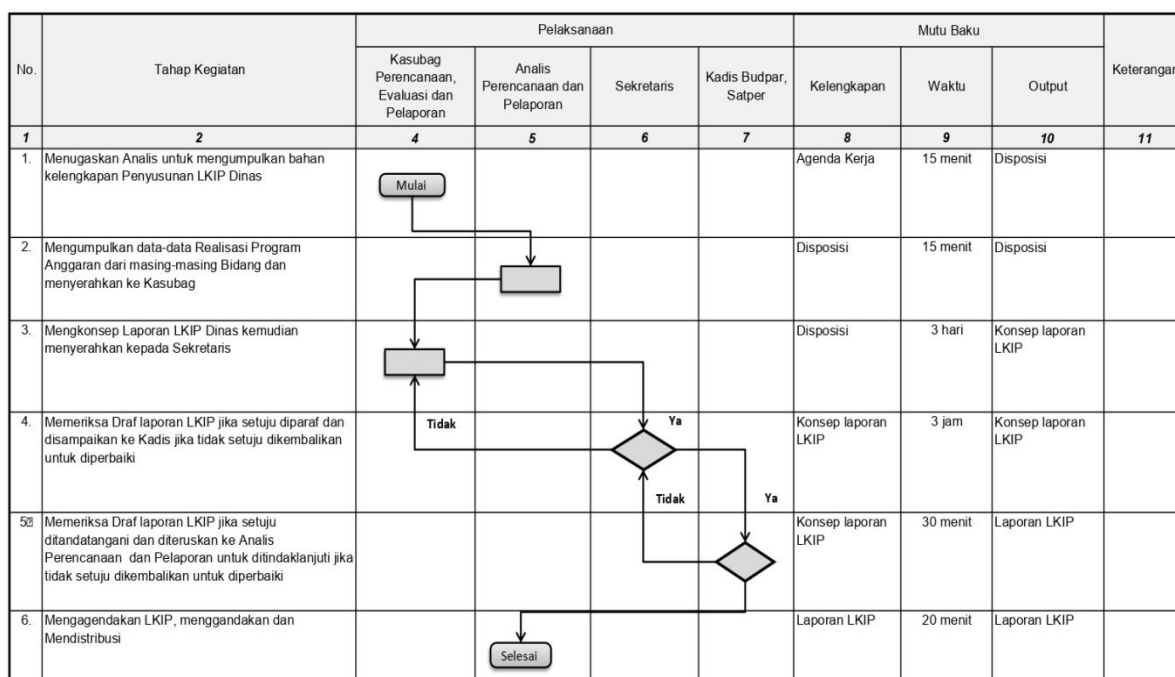 No.
Tahap Kegiatan
Pelaksanaan
Mutu Baku
Keterangan
Kasubag
Perencanaan,
Evaluasi dan
Pelaporan
Analis
Perencanaan dan
Pelaporan
Sekretaris
Kadis Budpar,
Satper
Kelengkapan
Waktu
Output
1 2 4 5 6 7 8 9 10 11
1. Menugaskan Analis untuk mengumpulkan bahan
kelengkapan Penyusunan LKIP Dinas
Mulai
Agenda Kerja
15 menit
Disposisi
2. Mengumpulkan data-data Realisasi Program
Anggaran dari masing-masing Bidang dan
menyerahkan ke Kasubag
Disposisi
15 menit
Disposisi
3. Mengkonsep Laporan LKIP Dinas kemudian
menyerahkan kepada Sekretaris
Disposisi
3 hari
Konsep laporan
LKIP
4. Memeriksa Draf laporan LKIP jika setuju diparaf dan
disampaikan ke Kadis jika tidak setuju dikembalikan
untuk diperbaiki
Tidak
Ya
Konsep laporan
LKIP
3 jam
Konsep laporan
LKIP
Tidak
Ya
5 Memeriksa Draf laporan LKIP jika setuju
ditandatangani dan diteruskan ke Analis
Perencanaan dan Pelaporan untuk ditindaklanjuti jika
tidak setuju dikembalikan untuk diperbaiki
Konsep laporan
LKIP
30 menit
Laporan LKIP
6. Mengagendakan LKIP, menggandakan dan
Mendistribusi
Selesai
Laporan LKIP
20 menit
Laporan LKIP